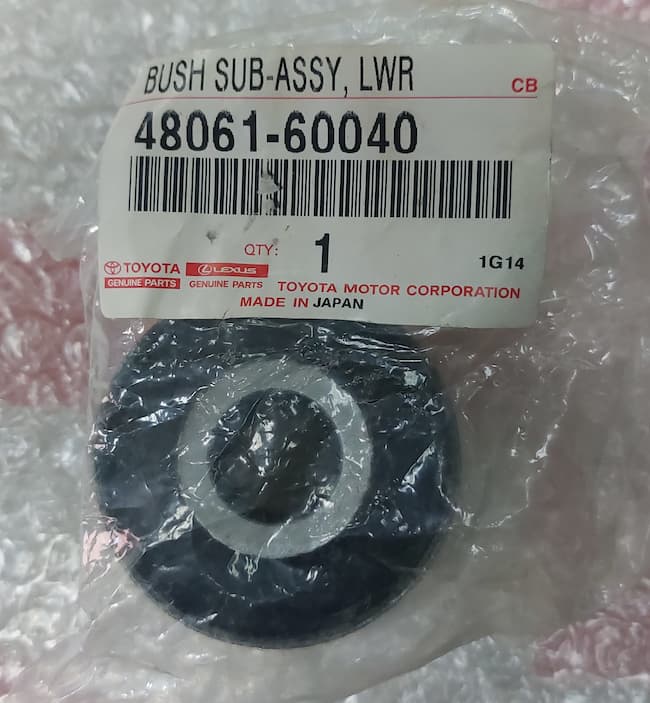 BUSH SUB-ASSY, LWR
CB
48061-60040
QTY: 1
1G14
TOYOTA LEXUS
GENUINE PARTS GENUINE PARTS TOYOTA MOTOR CORPORATION
MADE IN JAPAN